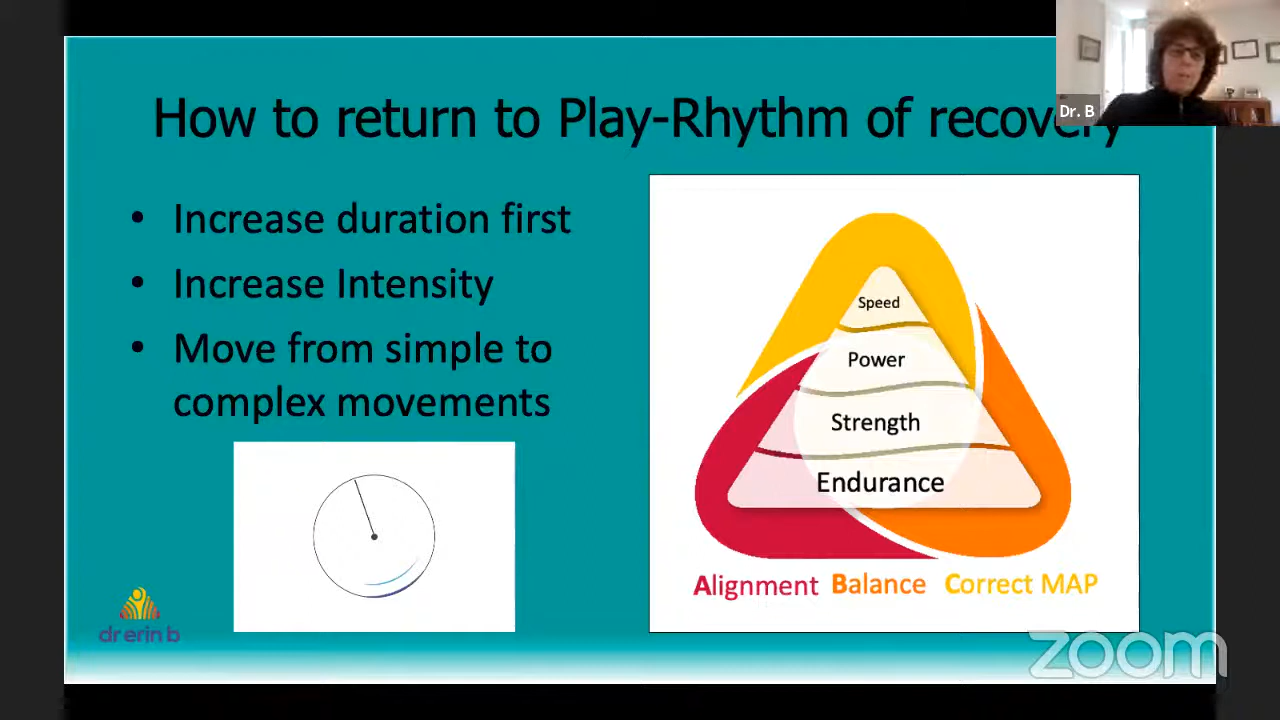 How to return to Play-Rhythm of recovery
Dr. B
• Increase duration first
• Increase Intensity
• Move from simple to
complex movements
Speed
Power
Strength
Endurance
Alignment Balance Correct MAP
dr erin b
zoom